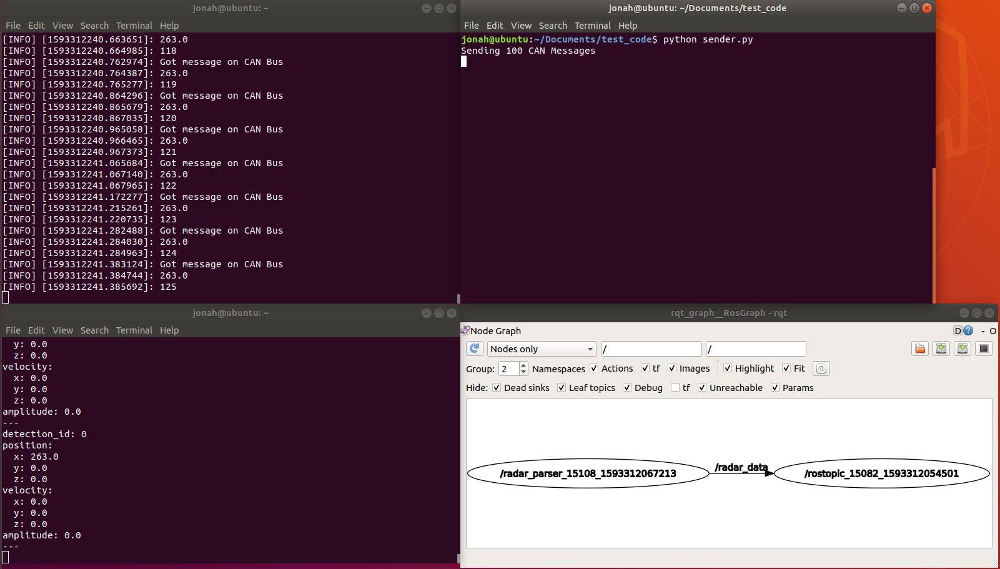 jonah@ubuntu: ~
File Edit View Search Terminal Help
[INFO] [1593312240.663651]: 263.0
[INFO] [1593312240.664985]: 118
[INFO] [1593312240.762974]: Got message on CAN Bus
[INFO] [1593312240.764387]: 263.0
[INFO] [1593312240.765277]: 119
[INFO] [1593312240.864296]: Got message on CAN Bus
[INFO] [1593312240.865679]: 263.0
[INFO] [1593312240.867035]: 120
[INFO] [1593312240.965058]: Got message on CAN Bus
[INFO] [1593312240.966465]: 263.0
[INFO] [1593312240.967373]: 121
[INFO] [1593312241.065684]: Got message on CAN Bus
[INFO] [1593312241.067140]: 263.0
[INFO] [1593312241.067965]: 122
[INFO] [1593312241.172277]: Got message on CAN Bus
[INFO] [1593312241.215261]: 263.0
[INFO] [1593312241.220735]: 123
[INFO] [1593312241.282488]: Got message on CAN Bus
[INFO] [1593312241.284030]: 263.0
[INFO] [1593312241.284963]: 124
[INFO] [1593312241.383124]: Got message on CAN Bus
[INFO] [1593312241.384744]: 263.0
[INFO] [1593312241.385692]: 125
jonah@ubuntu: ~/Documents/test_code
File Edit View Search Terminal Help
jonah@ubuntu:~/Documents/test_code$ python sender.py
Sending 100 CAN Messages
jonah@ubuntu: ~
File Edit View Search Terminal Help
y: 0.0
z: 0.0
velocity:
x: 0.0
y: 0.0
z: 0.0
amplitude: 0.0
---
detection_id: 0
position:
x: 263.0
y: 0.0
z: 0.0
velocity:
x: 0.0
y: 0.0
z: 0.0
amplitude: 0.0
---
rqt_graph__RosGraph - rqt
Node Graph D ? - O
Nodes only / /
Group: 2 Namespaces Actions tf Images Highlight Fit
Hide: Dead sinks Leaf topics Debug tf Unreachable Params
/radar_parser_15108_1593312067213 /radar_data /rostopic_15082_1593312054501